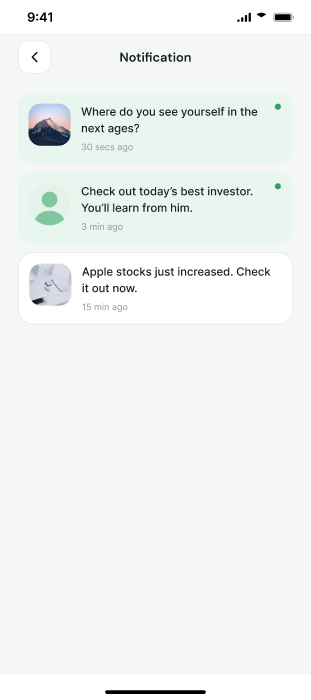 9:41
Notification
Where do you see yourself in the
next ages?
30 secs ago
Check out today's best investor.
You'll learn from him.
3 min ago
Apple stocks just increased. Check
it out now.
15 min ago